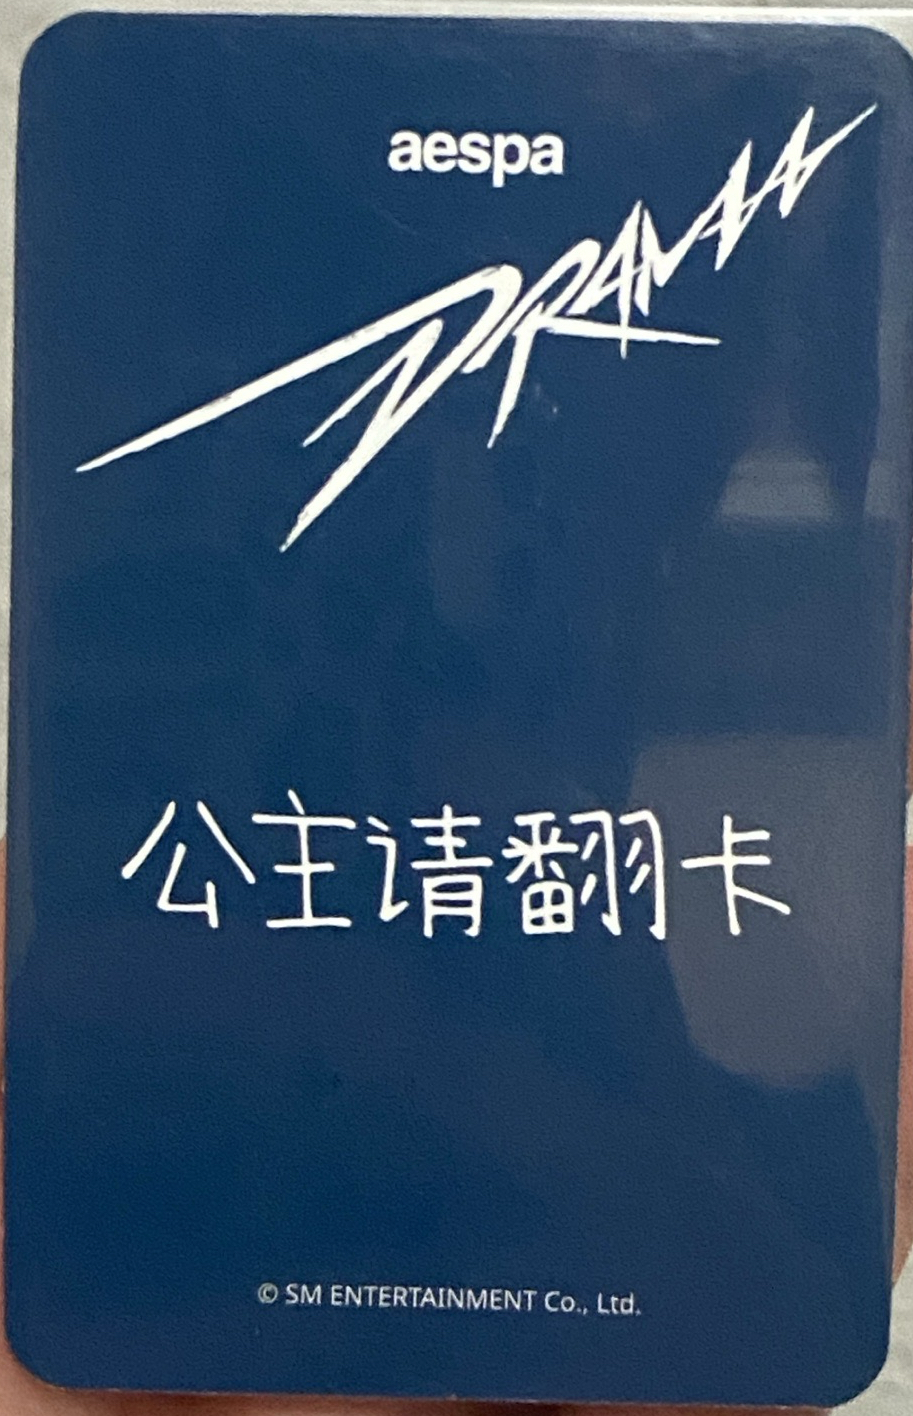 aespa
DRAMA
公主请翻卡
© SM ENTERTAINMENT Co., Ltd.